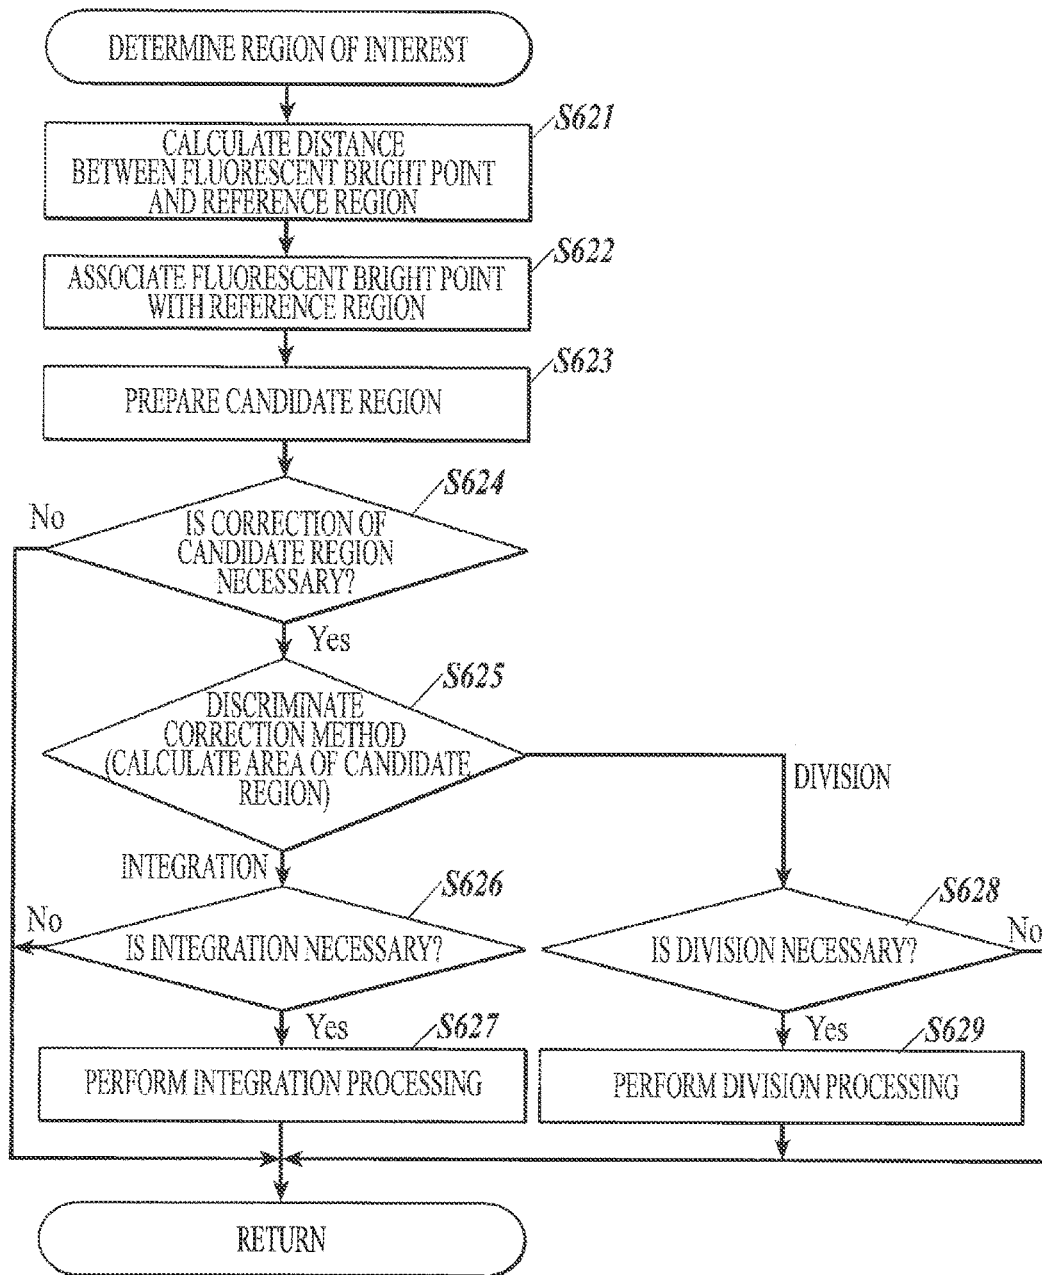 DETERMINE REGION OF INTEREST
S621
CALCULATE DISTANCE
BETWEEN FLUORESCENT BRIGHT POINT
AND REFERENCE REGION
S622
ASSOCIATE FLUORESCENT BRIGHT POINT
WITH REFERENCE REGION
S623
PREPARE CANDIDATE REGION
S624
No
IS CORRECTION OF
CANDIDATE REGION
NECESSARY?
Yes
S625
DISCRIMINATE
CORRECTION METHOD
(CALCULATE AREA OF CANDIDATE
REGION)
DIVISION
INTEGRATION
S626
No
IS INTEGRATION NECESSARY?
S628
IS DIVISION NECESSARY?
No
Yes
S627
PERFORM INTEGRATION PROCESSING
Yes
S629
PERFORM DIVISION PROCESSING
RETURN